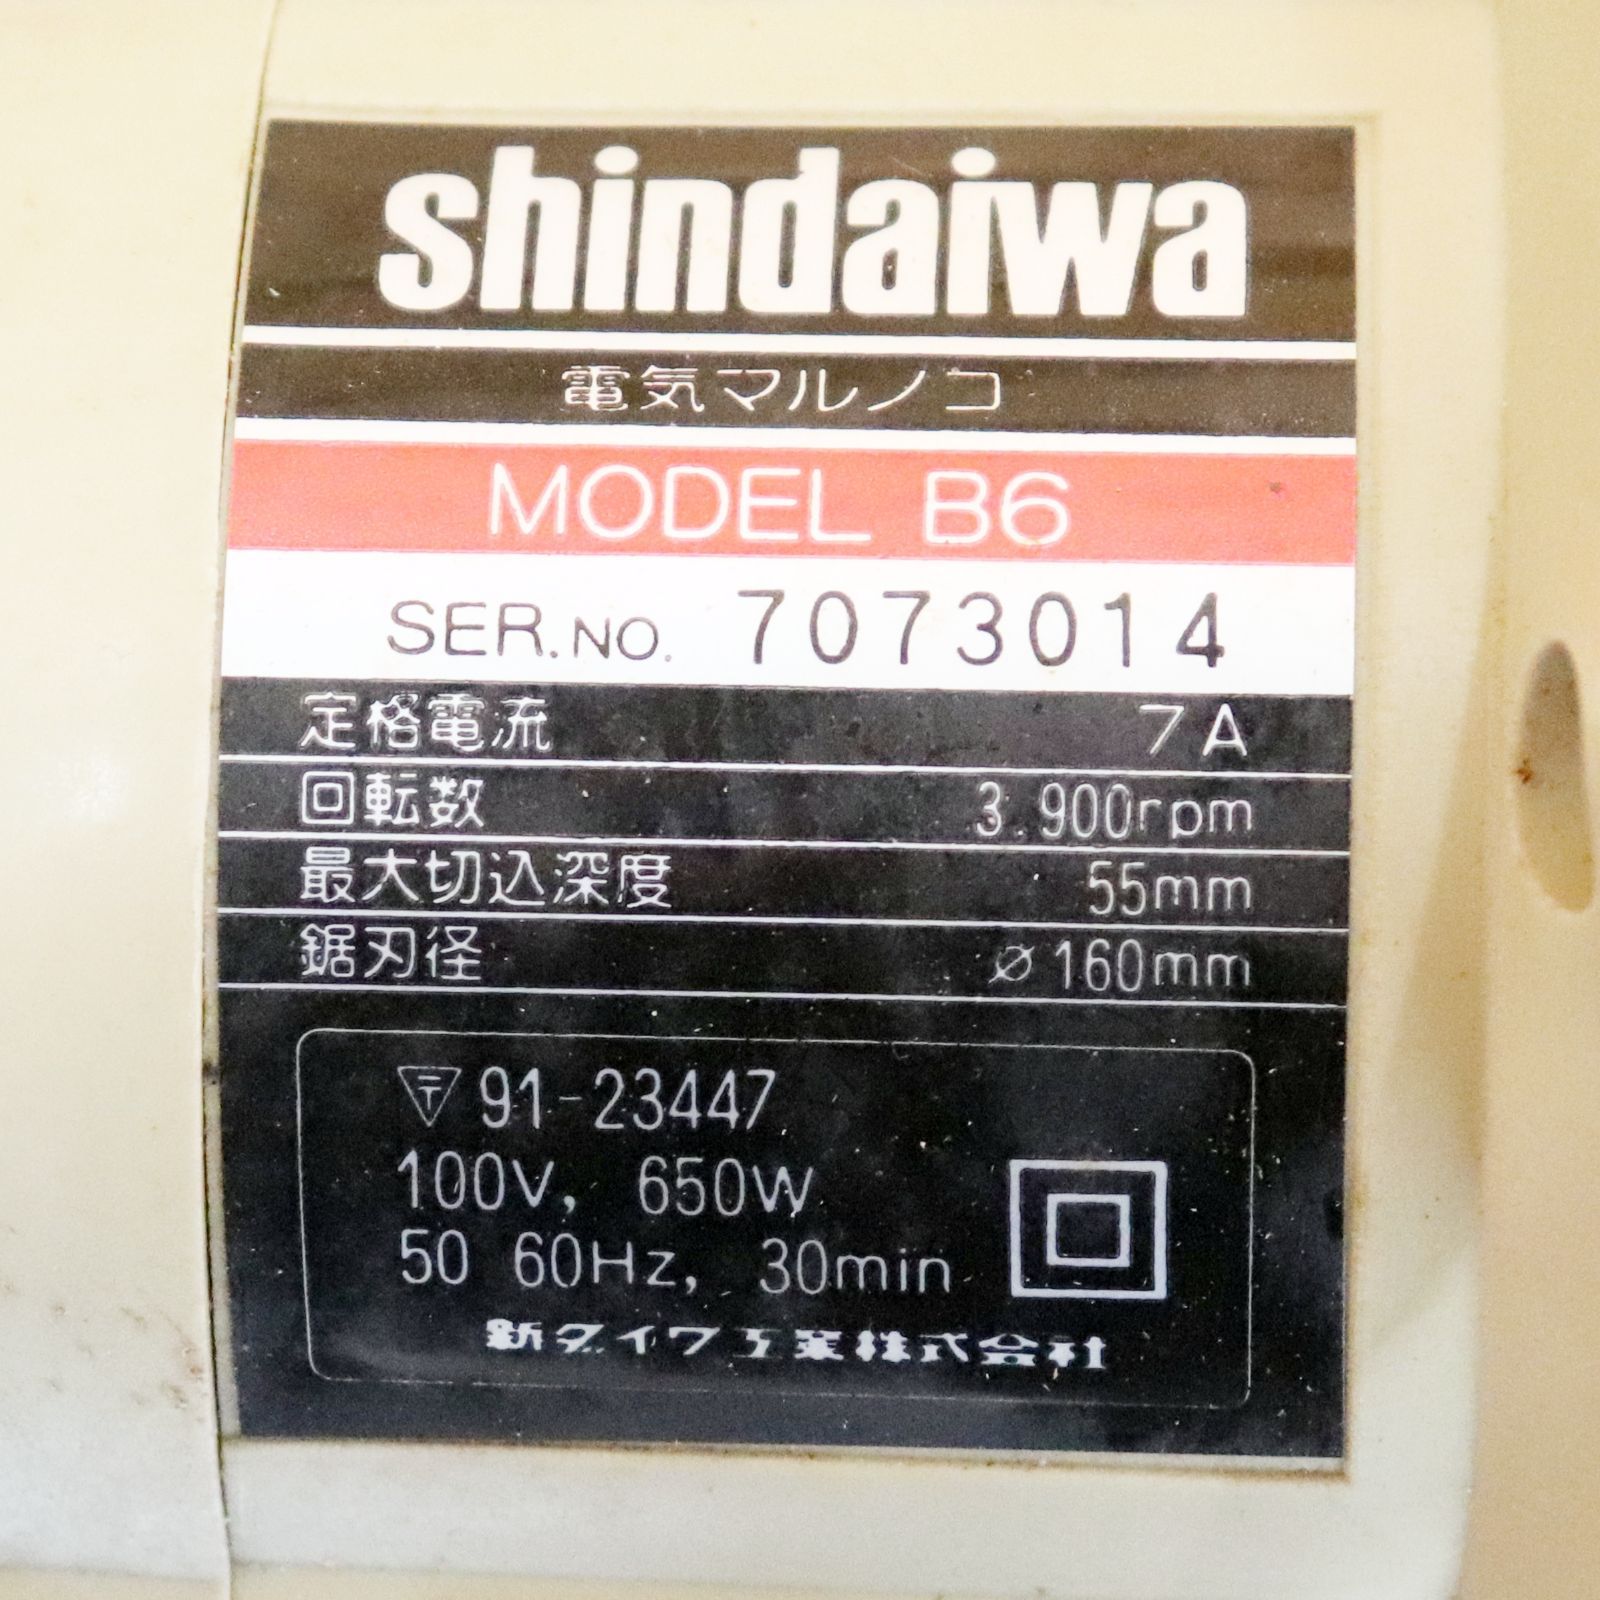 shindaiwa
電気マルノコ
MODEL B6
SER.NO. 7073014
定格電流 7A
回転数 3.900rpm
最大切込深度 55mm
鋸刃径 ⌀160mm
〒 91-23447
100V, 650W
50 60Hz, 30min
新ダイワ工業株式会社